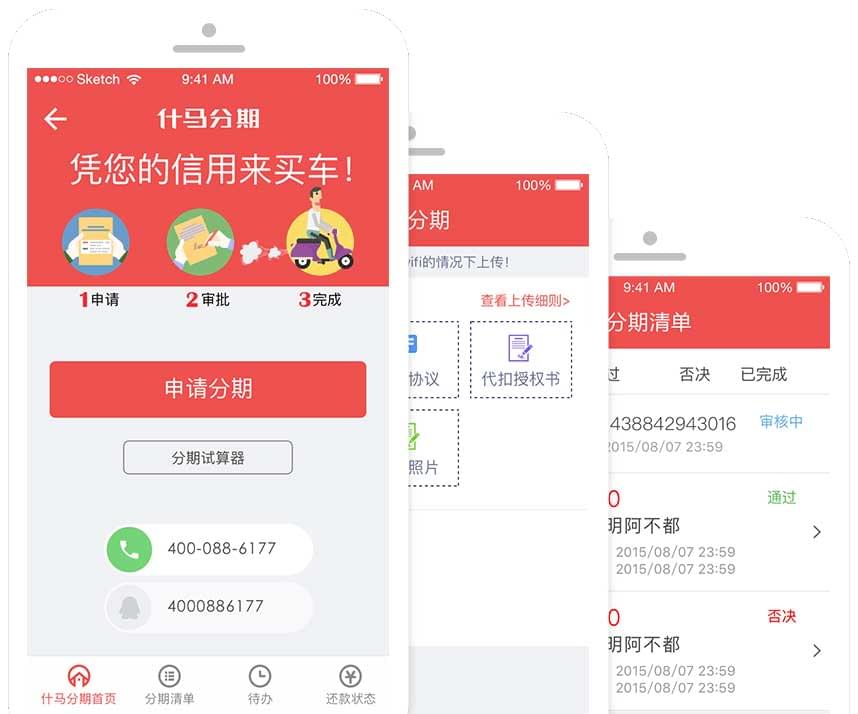 Sketch 9:41 AM 100%
什马分期
凭您的信用来买车！
1申请 2审批 3完成
申请分期
分期试算器
400-088-6177
4000886177
什马分期首页 分期清单 待办 还款状态
AM 100%
分期
wifi的情况下上传！
查看上传细则>
协议 代扣授权书
照片
9:41 AM 100%
分期清单
过 否决 已完成
438842943016 审核中
2015/08/07 23:59
0 通过
明阿不都
2015/08/07 23:59
2015/08/07 23:59
0 否决
明阿不都
2015/08/07 23:59
2015/08/07 23:59